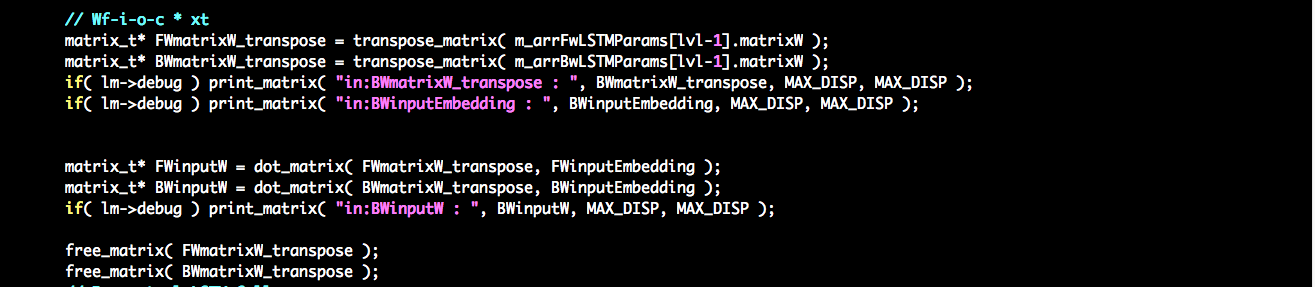 // Wf-i-o-c * xt
matrix_t* FWmatrixW_transpose = transpose_matrix( m_arrFwLSTMParams[lvl-1].matrixW );
matrix_t* BWmatrixW_transpose = transpose_matrix( m_arrBwLSTMParams[lvl-1].matrixW );
if( lm->debug ) print_matrix( "in:BWmatrixW_transpose : ", BWmatrixW_transpose, MAX_DISP, MAX_DISP );
if( lm->debug ) print_matrix( "in:BWinputEmbedding : ", BWinputEmbedding, MAX_DISP, MAX_DISP );
matrix_t* FWinputW = dot_matrix( FWmatrixW_transpose, FWinputEmbedding );
matrix_t* BWinputW = dot_matrix( BWmatrixW_transpose, BWinputEmbedding );
if( lm->debug ) print_matrix( "in:BWinputW : ", BWinputW, MAX_DISP, MAX_DISP );
free_matrix( FWmatrixW_transpose );
free_matrix( BWmatrixW_transpose );